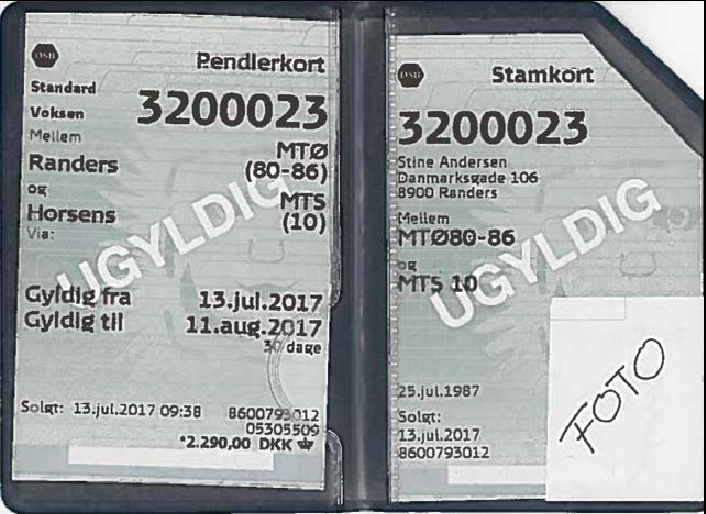 DSB
Pendlerkort
Standard
Voksen
3200023
Mellem
MTØ
Randers
(80-86)
og
MTS
Horsens
(10)
Via:
UGYLDIG
Gyldig fra
13.jul.2017
Gyldig til
11.aug.2017
30 dage
Solgt: 13.jul.2017 09:38
8600793012
05305509
*2.290,00 DKK
DSB
Stamkort
3200023
Stine Andersen
Danmarksgade 106
8900 Randers
Mellem
MTØ80-86
og
MTS 10
UGYLDIG
25.jul.1987
Solgt:
13.jul.2017
8600793012
FOTO